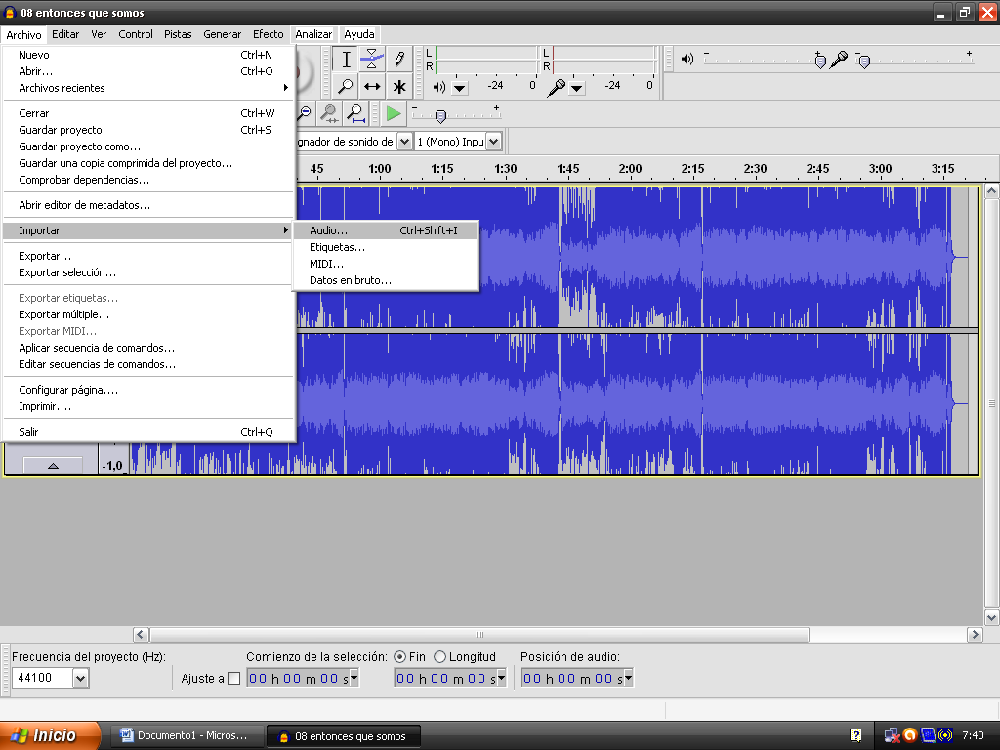 08 entonces que somos
Archivo Editar Ver Control Pistas Generar Efecto Analizar Ayuda
Nuevo Ctrl+N
Abrir... Ctrl+O
Archivos recientes
Cerrar Ctrl+W
Guardar proyecto Ctrl+S
Guardar proyecto como...
Guardar una copia comprimida del proyecto...
Comprobar dependencias...
Abrir editor de metadatos...
Importar
Exportar...
Exportar selección...
Exportar etiquetas...
Exportar múltiple...
Exportar MIDI...
Aplicar secuencia de comandos...
Editar secuencias de comandos...
Configurar página....
Imprimir....
Salir Ctrl+Q
Audio... Ctrl+Shift+I
Etiquetas...
MIDI...
Datos en bruto...
L L
R R
-24 0 -24 0
gnador de sonido de 1 (Mono) Inpu
45 1:00 1:15 1:30 1:45 2:00 2:15 2:30 2:45 3:00 3:15
-1,0
Frecuencia del proyecto (Hz): Comienzo de la selección: Fin Longitud Posición de audio:
44100 Ajuste a 00 h 00 m 00 s 00 h 00 m 00 s 00 h 00 m 00 s
Inicio Documento1 - Micros... 08 entonces que somos 7:40